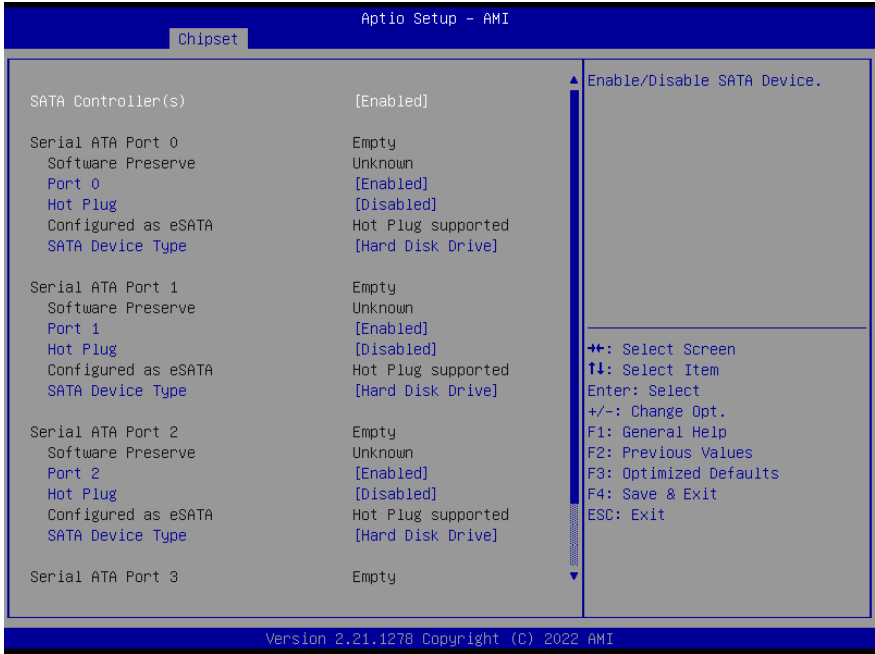 Aptio Setup – AMI
Chipset
SATA Controller(s) [Enabled]
Serial ATA Port 0 Empty
Software Preserve Unknown
Port 0 [Enabled]
Hot Plug [Disabled]
Configured as eSATA Hot Plug supported
SATA Device Type [Hard Disk Drive]
Serial ATA Port 1 Empty
Software Preserve Unknown
Port 1 [Enabled]
Hot Plug [Disabled]
Configured as eSATA Hot Plug supported
SATA Device Type [Hard Disk Drive]
Serial ATA Port 2 Empty
Software Preserve Unknown
Port 2 [Enabled]
Hot Plug [Disabled]
Configured as eSATA Hot Plug supported
SATA Device Type [Hard Disk Drive]
Serial ATA Port 3 Empty
Enable/Disable SATA Device.
→←: Select Screen
↑↓: Select Item
Enter: Select
+/-: Change Opt.
F1: General Help
F2: Previous Values
F3: Optimized Defaults
F4: Save & Exit
ESC: Exit
Version 2.21.1278 Copyright (C) 2022 AMI